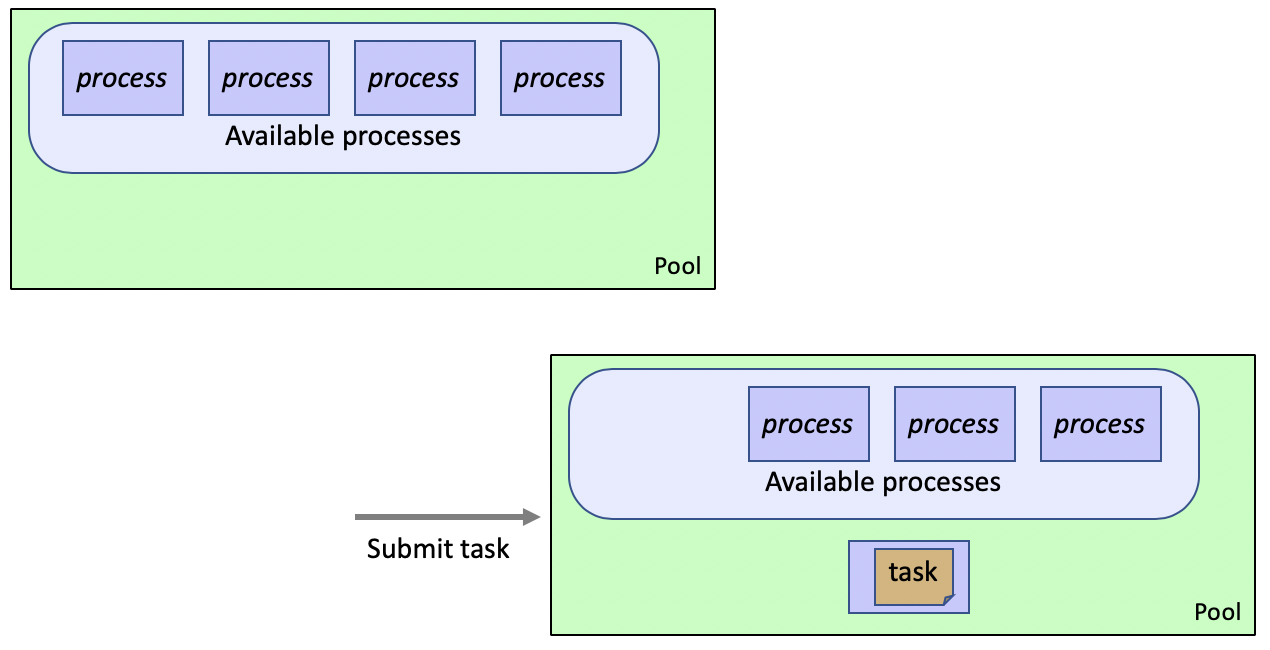 process process process process
Available processes
Pool
process process process
Available processes
Submit task
task
Pool